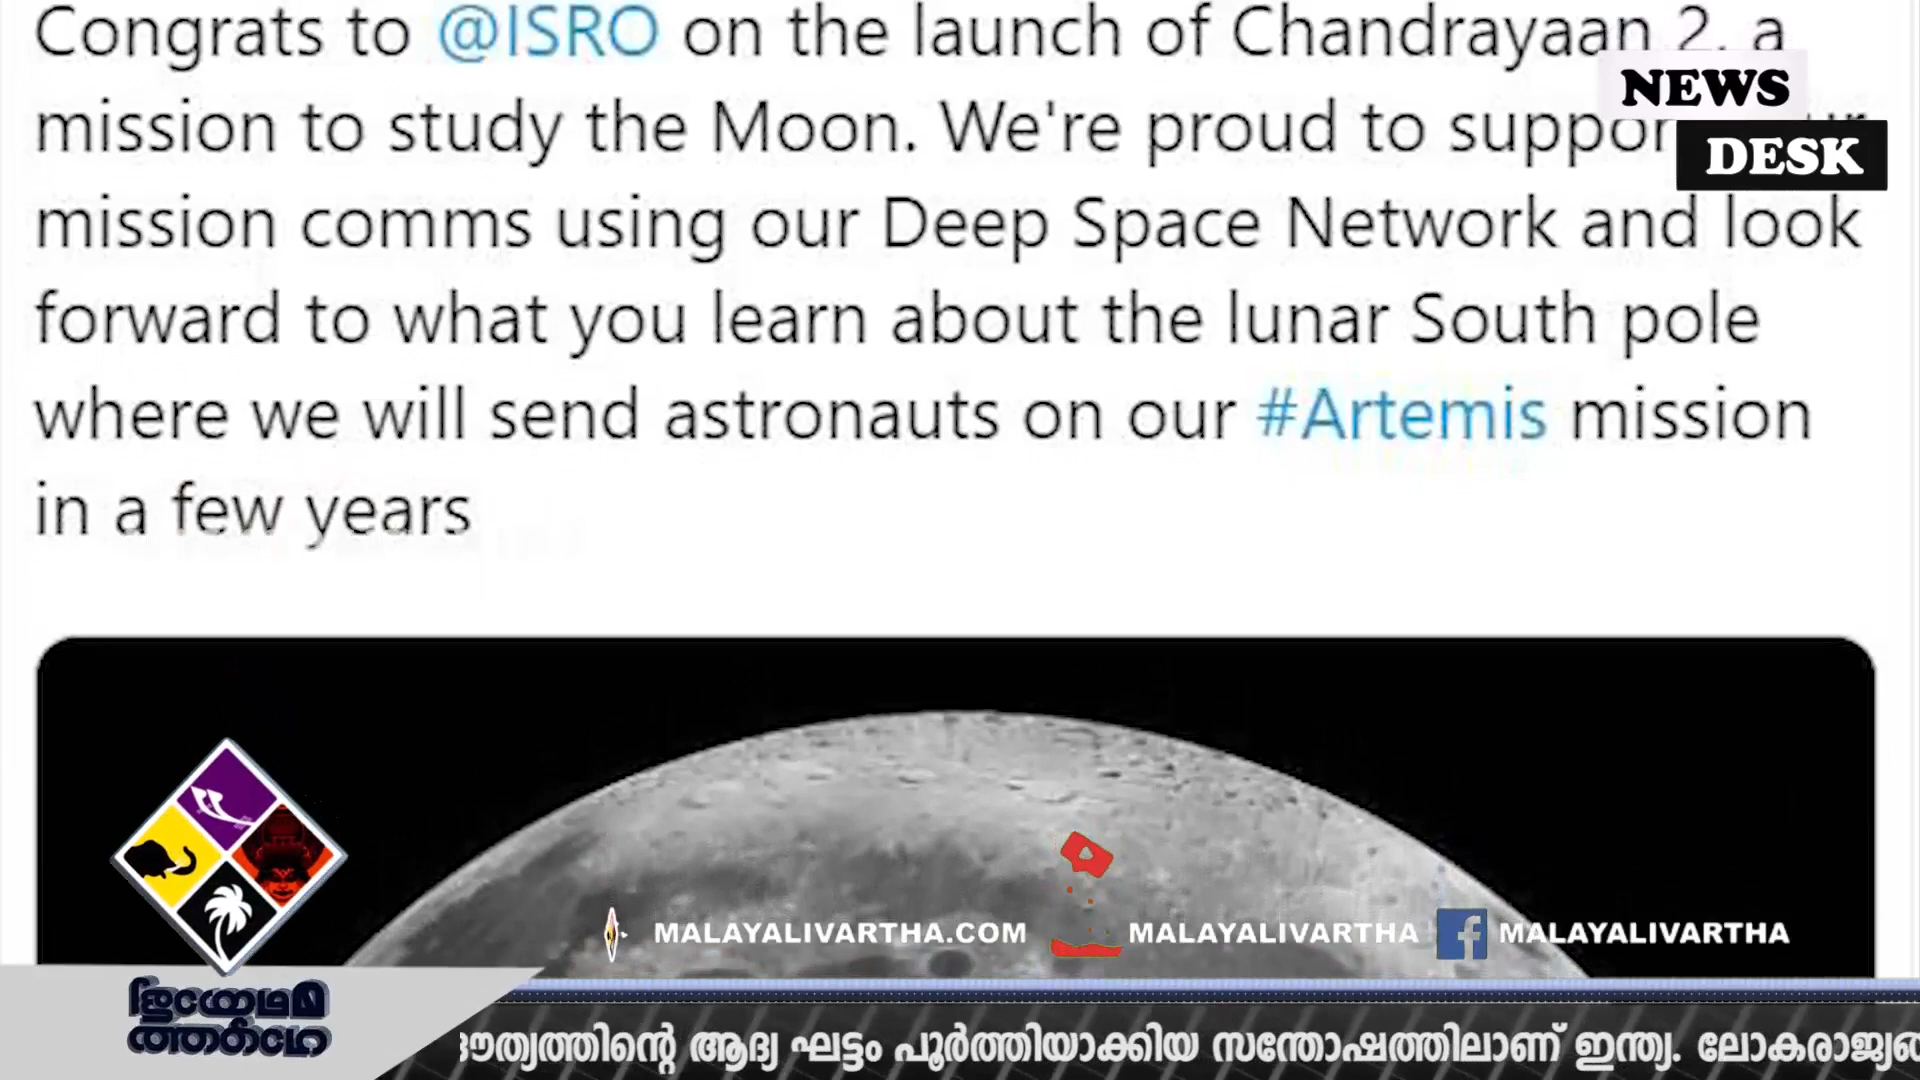 Congrats to @ISRO on the launch of Chandrayaan 2, a
mission to study the Moon. We're proud to support
mission comms using our Deep Space Network and look
forward to what you learn about the lunar South pole
where we will send astronauts on our #Artemis mission
in a few years
NEWS
DESK
MALAYALIVARTHA.COM
MALAYALIVARTHA
MALAYALIVARTHA
ആദ്യ ഘട്ടം പൂർത്തിയാക്കിയ സന്തോഷത്തിലാണ് ഇന്ത്യ.